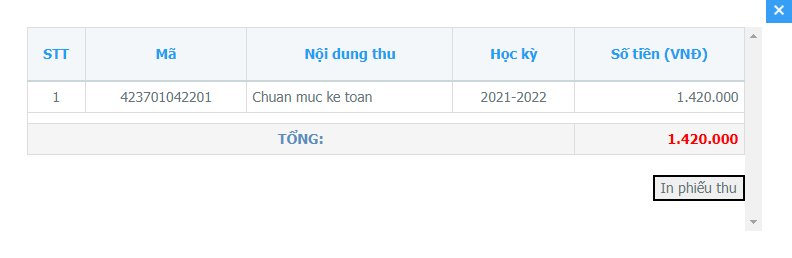 STT Mã Nội dung thu Học kỳ Số tiền (VNĐ)
1 423701042201 Chuan muc ke toan 2021-2022 1.420.000
TỔNG: 1.420.000
In phiếu thu